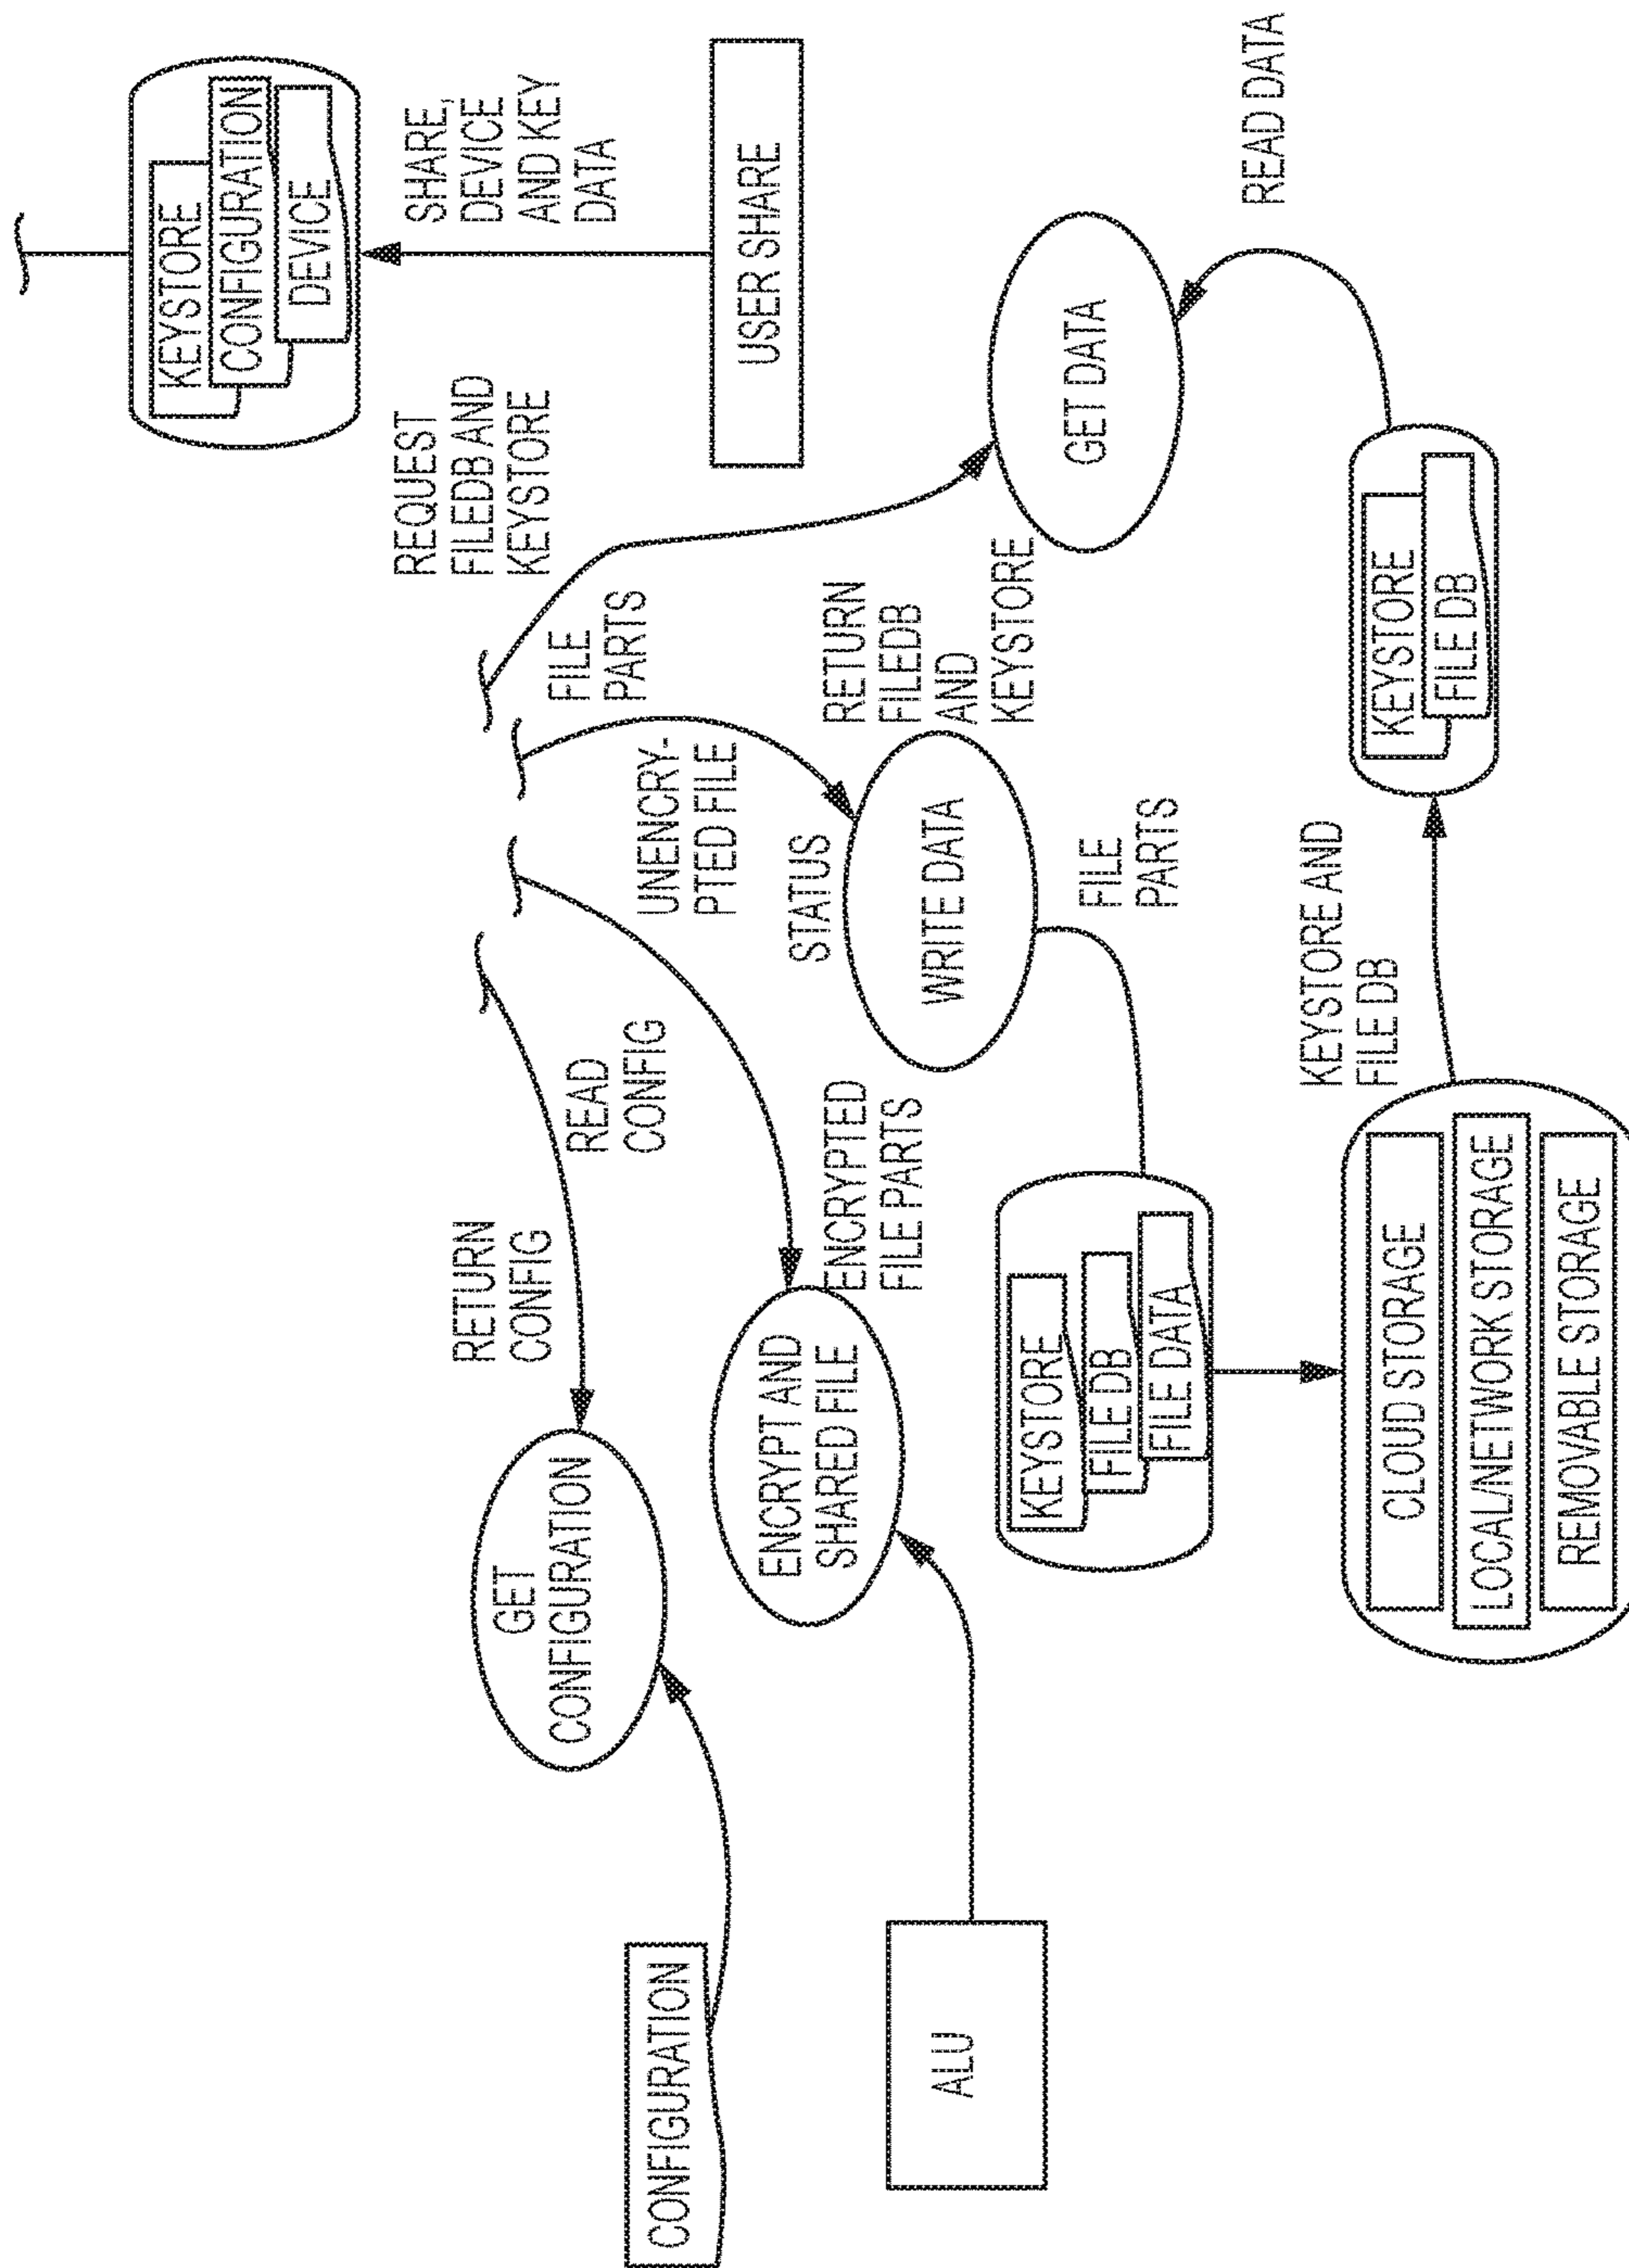 KEYSTORE
CONFIGURATION
DEVICE
SHARE,
DEVICE
AND KEY
DATA
REQUEST
FILEDB AND
KEYSTORE
USER SHARE
RETURN
CONFIG
READ
CONFIG
GET
CONFIGURATION
CONFIGURATION
FILE
PARTS
UNENCRY-
PTED FILE
STATUS
ENCRYPT AND
SHARED FILE
ENCRYPTED
FILE PARTS
RETURN
FILEDB
AND
KEYSTORE
ALU
WRITE DATA
GET DATA
FILE
PARTS
KEYSTORE
FILE DB
FILE DATA
READ DATA
KEYSTORE AND
FILE DB
KEYSTORE
FILE DB
CLOUD STORAGE
LOCAL/NETWORK STORAGE
REMOVABLE STORAGE